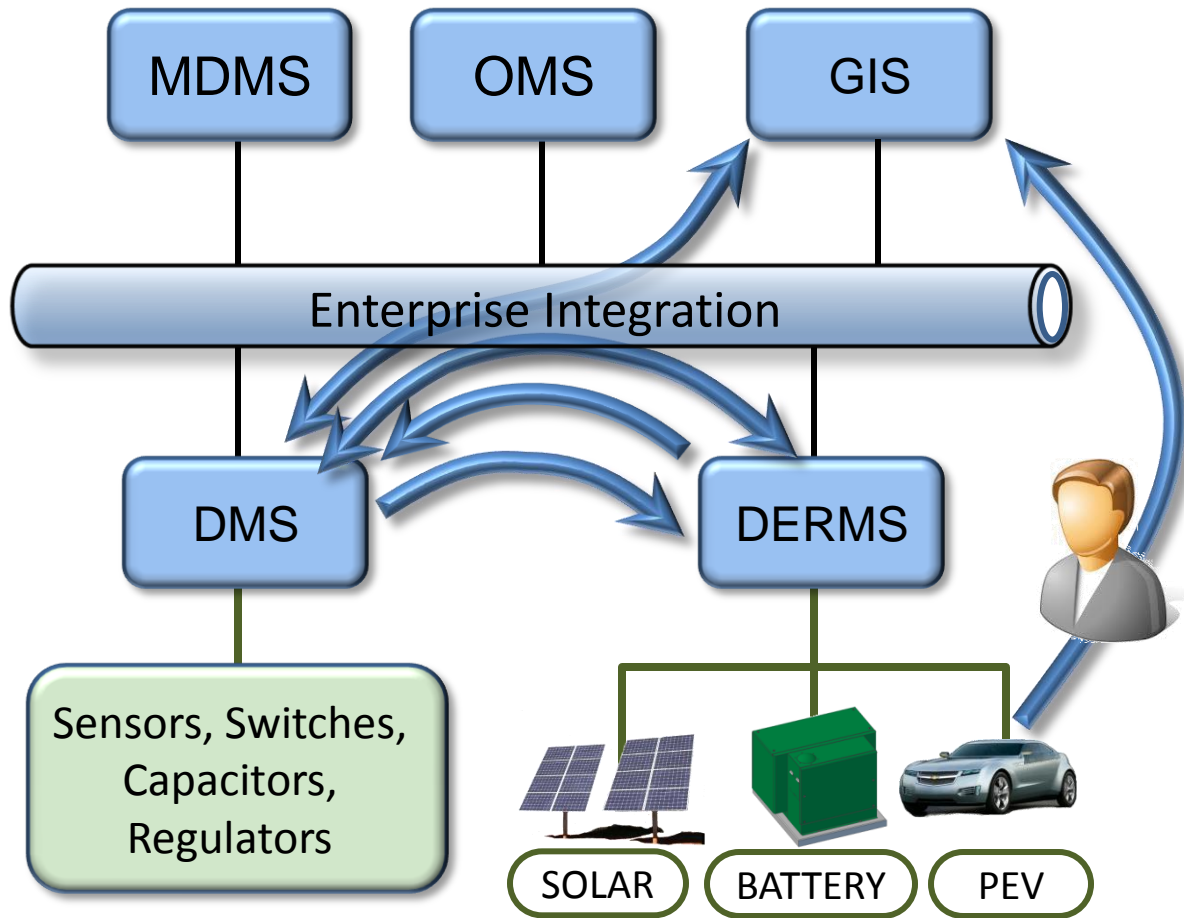 MDMS
OMS
GIS
Enterprise Integration
DMS
DERMS
Sensors, Switches,
Capacitors,
Regulators
SOLAR
BATTERY
PEV